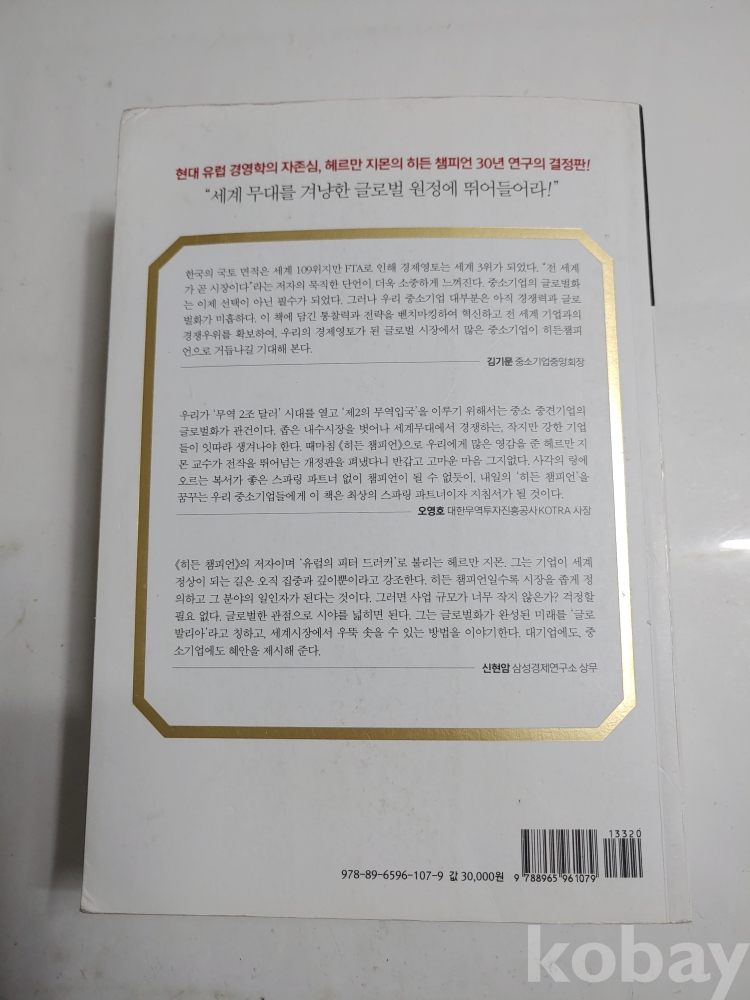 현대 유럽 경영학의 자존심, 헤르만 지몬의 히든 챔피언 30년 연구의 결정판!
“세계 무대를 겨냥한 글로벌 원정에 뛰어들어라!”
한국의 국토 면적은 세계 109위지만 FTA로 인해 경제영토는 세계 3위가 되었다. “전 세계
가 곧 시장이다”라는 저자의 묵직한 단언이 더욱 소중하게 느껴진다. 중소기업의 글로벌화
는 이제 선택이 아닌 필수가 되었다. 그러나 우리 중소기업 대부분은 아직 경쟁력과 글로
벌화가 미흡하다. 이 책에 담긴 통찰력과 전략을 벤치마킹하여 혁신하고 전 세계 기업과의
경쟁우위를 확보하여, 우리의 경제영토가 된 글로벌 시장에서 많은 중소기업이 히든챔피
언으로 거듭나길 기대해 본다.
김기문 중소기업중앙회장
우리가 ‘무역 2조 달러’ 시대를 열고 ‘제2의 무역입국’을 이루기 위해서는 중소 중견기업의
글로벌화가 관건이다. 좁은 내수시장을 벗어나 세계무대에서 경쟁하는, 작지만 강한 기업
들이 잇따라 생겨나야 한다. 때마침 《히든 챔피언》으로 우리에게 많은 영감을 준 헤르만 지
몬 교수가 전작을 뛰어넘는 개정판을 펴냈다니 반갑고 고마운 마음 그지없다. 사각의 링에
오르는 복서가 좋은 스파링 파트너 없이 챔피언이 될 수 없듯이, 내일의 ‘히든 챔피언’을
꿈꾸는 우리 중소기업들에게 이 책은 최상의 스파링 파트너이자 지침서가 될 것이다.
오영호 대한무역투자진흥공사KOTRA 사장
《히든 챔피언》의 저자이며 ‘유럽의 피터 드러커’로 불리는 헤르만 지몬. 그는 기업이 세계
정상이 되는 길은 오직 집중과 깊이뿐이라고 강조한다. 히든 챔피언일수록 시장을 좁게 정
의하고 그 분야의 일인자가 된다는 것이다. 그러면 사업 규모가 너무 작지 않은가? 걱정할
필요 없다. 글로벌한 관점으로 시야를 넓히면 된다. 그는 글로벌화가 완성된 미래를 ‘글로
발리아’라고 칭하고, 세계시장에서 우뚝 솟을 수 있는 방법을 이야기한다. 대기업에도, 중
소기업에도 혜안을 제시해 준다.
신현암 삼성경제연구소 상무
13320
978-89-6596-107-9 값 30,000원
9 788965 961079
kobay